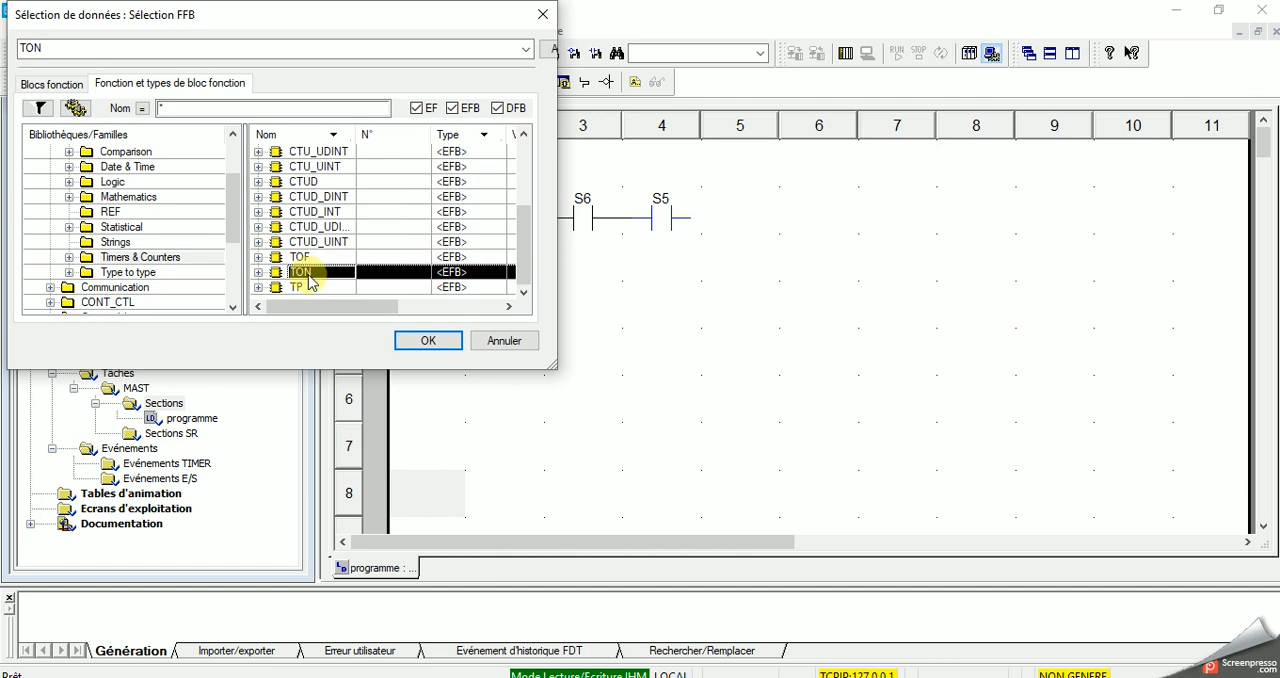 Sélection de données : Sélection FFB
TON
Blocs fonction
Fonction et types de bloc fonction
Nom
=
*
EF
EFB
DFB
Bibliothèques/Familles
Comparison
Date & Time
Logic
Mathematics
REF
Statistical
Strings
Timers & Counters
Type to type
Communication
CONT_CTL
Nom
N°
Type
CTU_UDINT
<EFB>
CTU_UINT
<EFB>
CTUD
<EFB>
CTUD_DINT
<EFB>
CTUD_INT
<EFB>
CTUD_UDI...
<EFB>
CTUD_UINT
<EFB>
TOF
<EFB>
TON
<EFB>
TP
<EFB>
OK
Annuler
RUN
STOP
3
4
5
6
7
8
9
10
11
S6
S5
6
7
8
Tâches
MAST
Sections
programme
Sections SR
Evénements
Evénements TIMER
Evénements E/S
Tables d'animation
Ecrans d'exploitation
Documentation
programme : ...
Génération
Importer/exporter
Erreur utilisateur
Evénement d'historique FDT
Rechercher/Remplacer
Prêt
Mode Lecture/Ecriture IHM
LOCAL
TCPIP:127.0.0.1
NON GENERE
Screenpresso
.com